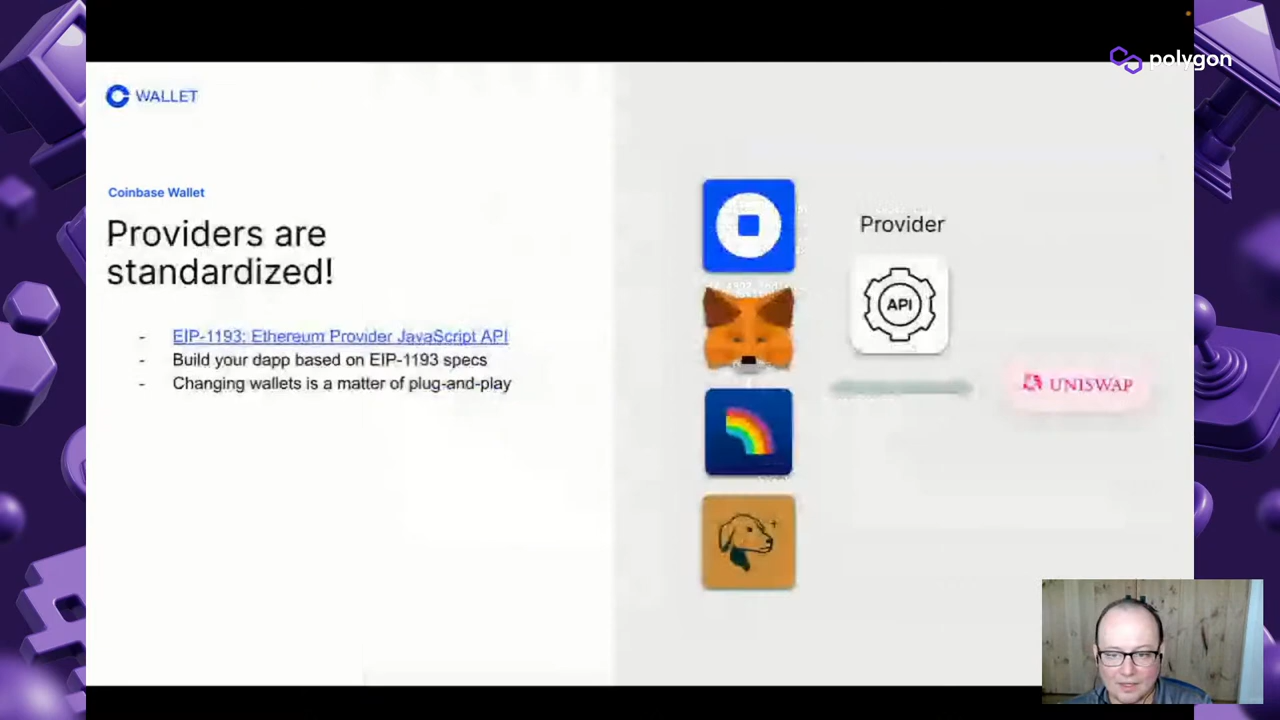 polygon
WALLET
Coinbase Wallet
Providers are
standardized!
- EIP-1193: Ethereum Provider JavaScript API
- Build your dapp based on EIP-1193 specs
- Changing wallets is a matter of plug-and-play
Provider
API
UNISWAP